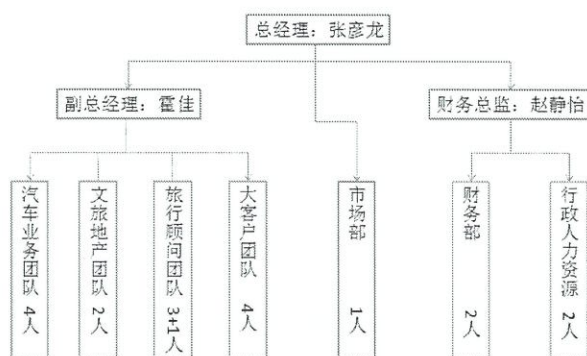 总经理：张彦龙
副总经理：霍佳
财务总监：赵静怡
汽车业务团队 4人
文旅地产团队 2人
旅行顾问团队 3+1人
大客户团队 4人
市场部 1人
财务部 2人
行政人力资源 2人